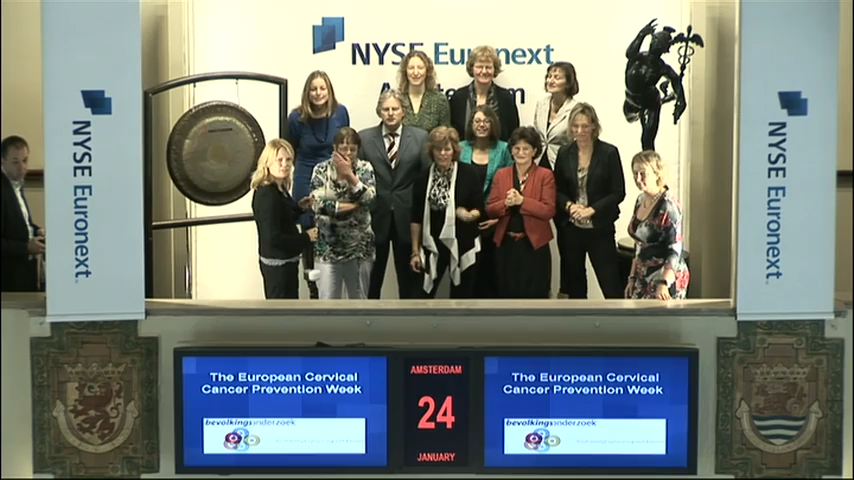 NYSE Euronext
Amsterdam
NYSE Euronext
NYSE Euronext
The European Cervical
Cancer Prevention Week
bevolkingsonderzoek
AMSTERDAM
24
JANUARY
The European Cervical
Cancer Prevention Week
bevolkingsonderzoek